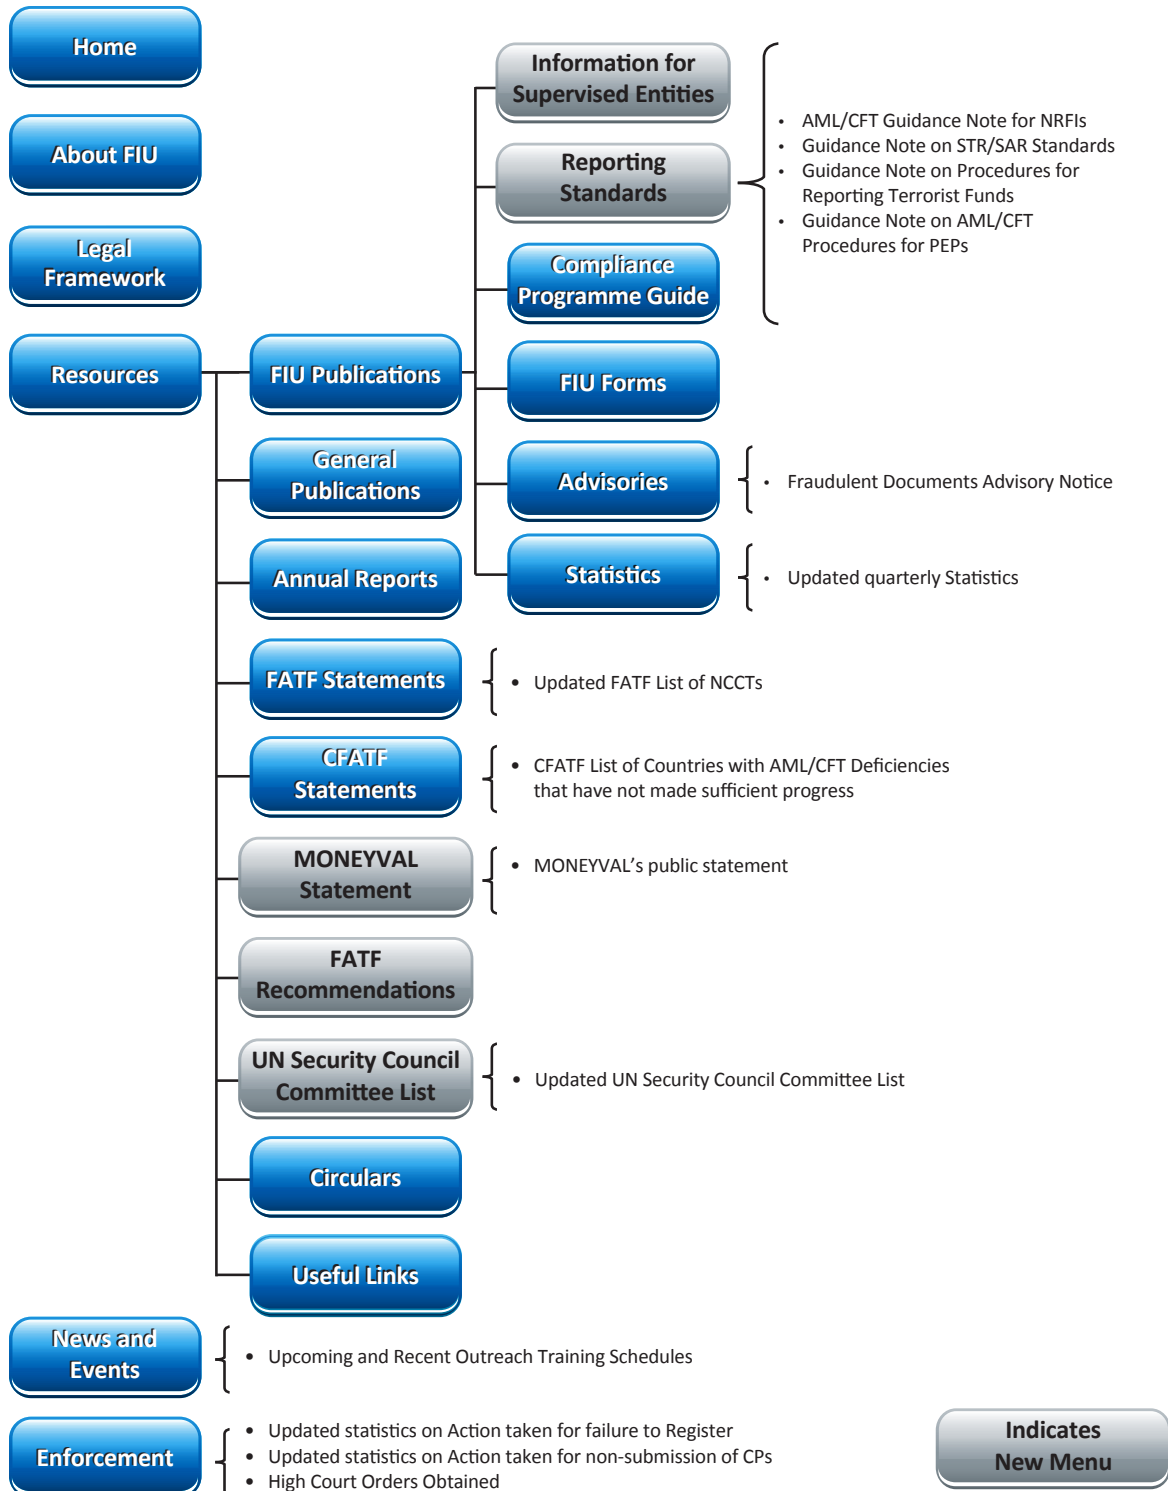 Home
About FIU
Legal
Framework
Resources
FIU Publications
General
Publications
Annual Reports
FATF Statements
• Updated FATF List of NCCTs
CFATF
Statements
• CFATF List of Countries with AML/CFT Deficiencies
that have not made sufficient progress
MONEYVAL
Statement
• MONEYVAL’s public statement
FATF
Recommendations
UN Security Council
Committee List
• Updated UN Security Council Committee List
Circulars
Useful Links
Information for
Supervised Entities
Reporting
Standards
• AML/CFT Guidance Note for NRFIs
• Guidance Note on STR/SAR Standards
• Guidance Note on Procedures for
Reporting Terrorist Funds
• Guidance Note on AML/CFT
Procedures for PEPs
Compliance
Programme Guide
FIU Forms
Advisories
• Fraudulent Documents Advisory Notice
Statistics
• Updated quarterly Statistics
News and
Events
• Upcoming and Recent Outreach Training Schedules
Enforcement
• Updated statistics on Action taken for failure to Register
• Updated statistics on Action taken for non-submission of CPs
• High Court Orders Obtained
Indicates
New Menu